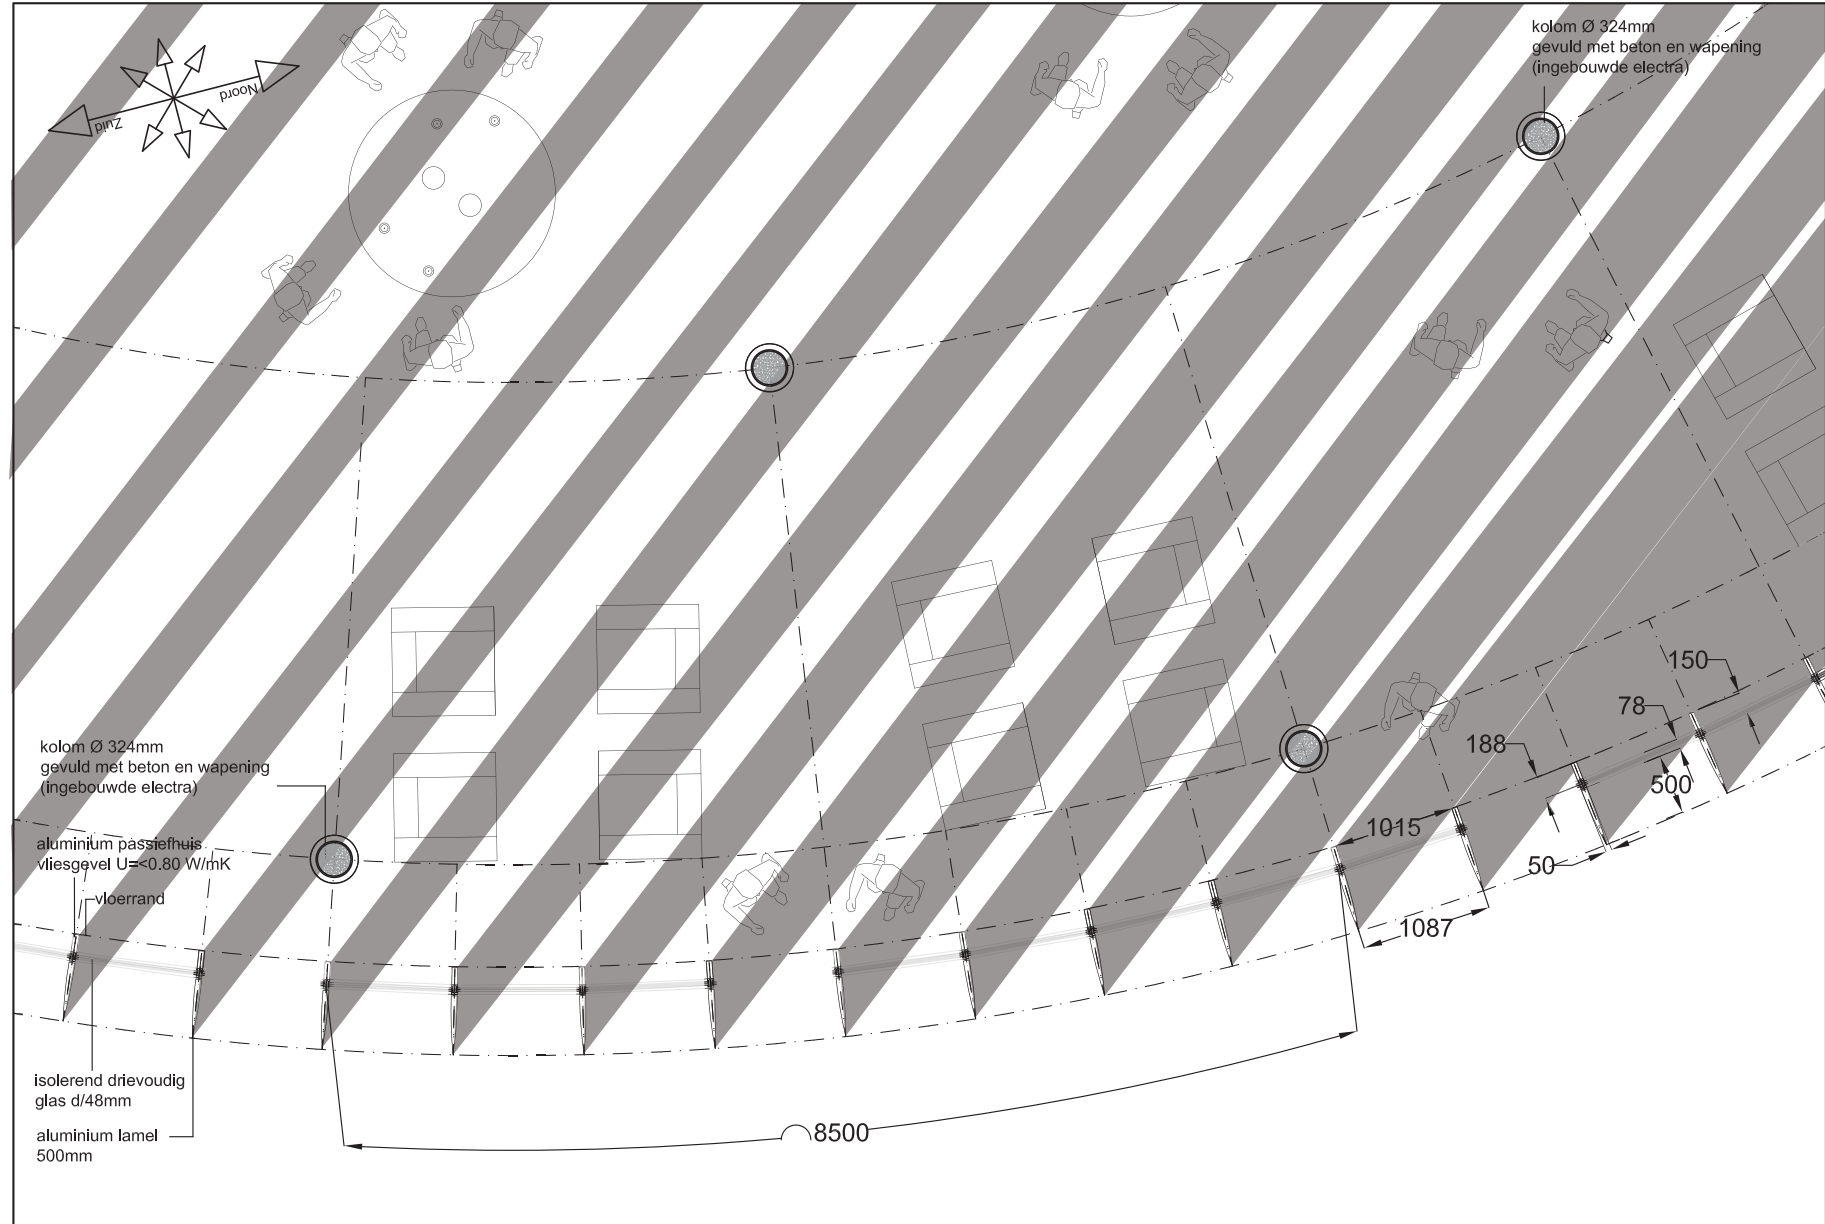 kolom Ø 324mm
gevuld met beton en wapening
(ingebouwde electra)
Noord
Zuid
150
78
188
500
1015
50
1087
kolom Ø 324mm
gevuld met beton en wapening
(ingebouwde electra)
aluminium passiefhuis
vliesgevel U=<0.80 W/mK
vloerrand
isolerend drievoudig
glas d/48mm
aluminium lamel
500mm
8500